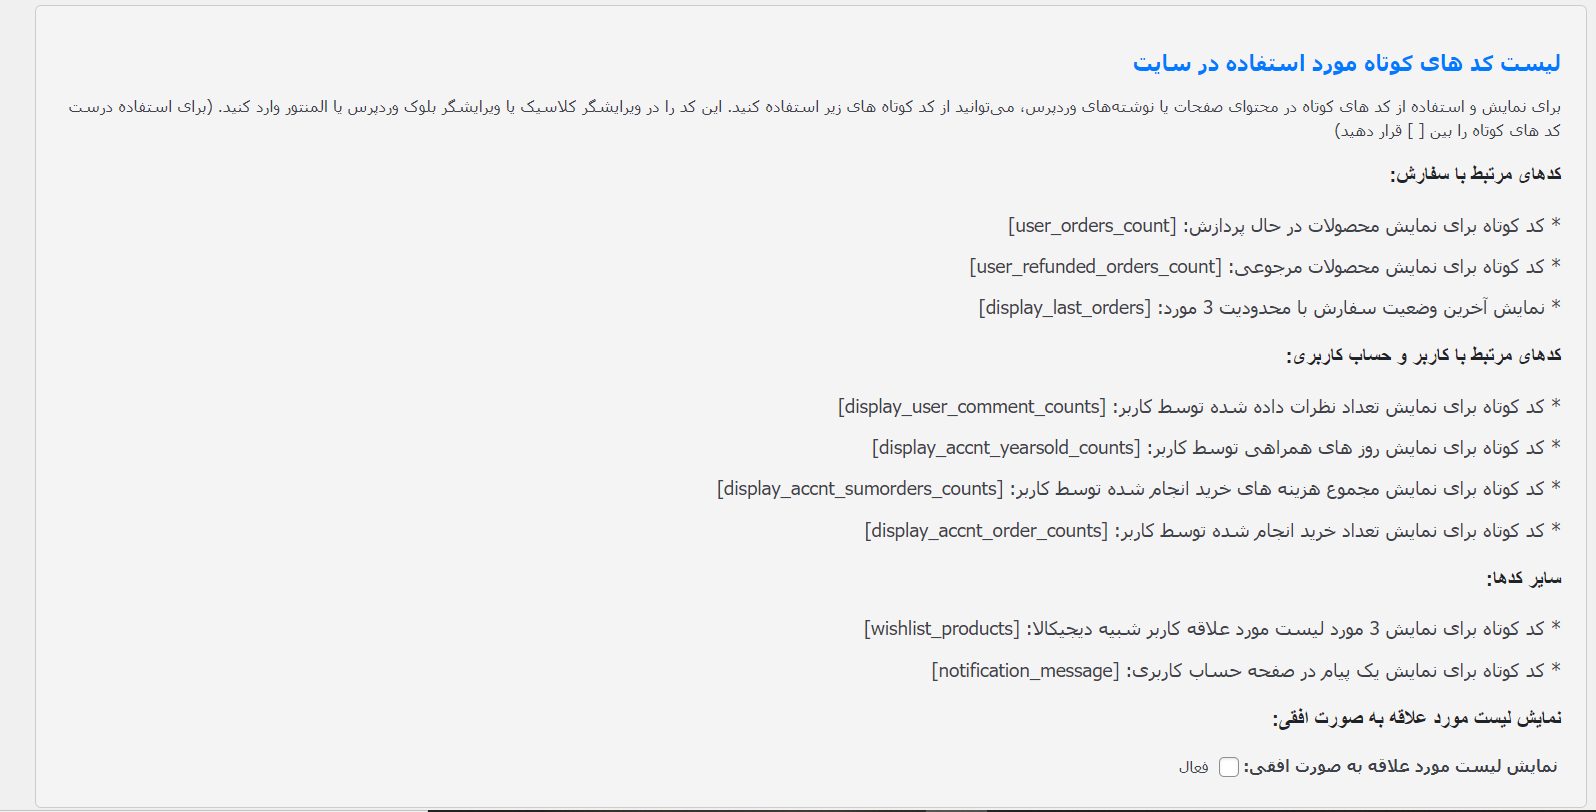 لیست کد های کوتاه مورد استفاده در سایت
برای نمایش و استفاده از کد های کوتاه در محتوای صفحات یا نوشته‌های وردپرس، می‌توانید از کد کوتاه های زیر استفاده کنید. این کد را در ویرایشگر کلاسیک یا ویرایشگر بلوک وردپرس یا المنتور وارد کنید. (برای استفاده درست
کد های کوتاه را بین [ ] قرار دهید)
کدهای مرتبط با سفارش:
* کد کوتاه برای نمایش محصولات در حال پردازش: [user_orders_count]
* کد کوتاه برای نمایش محصولات مرجوعی: [user_refunded_orders_count]
* نمایش آخرین وضعیت سفارش با محدودیت 3 مورد: [display_last_orders]
کدهای مرتبط با کاربر و حساب کاربری:
* کد کوتاه برای نمایش تعداد نظرات داده شده توسط کاربر: [display_user_comment_counts]
* کد کوتاه برای نمایش روز های همراهی توسط کاربر: [display_accnt_yearsold_counts]
* کد کوتاه برای نمایش مجموع هزینه های خرید انجام شده توسط کاربر: [display_accnt_sumorders_counts]
* کد کوتاه برای نمایش تعداد خرید انجام شده توسط کاربر: [display_accnt_order_counts]
سایر کدها:
* کد کوتاه برای نمایش 3 مورد لیست مورد علاقه کاربر شبیه دیجیکالا: [wishlist_products]
* کد کوتاه برای نمایش یک پیام در صفحه حساب کاربری: [notification_message]
نمایش لیست مورد علاقه به صورت افقی:
نمایش لیست مورد علاقه به صورت افقی: فعال